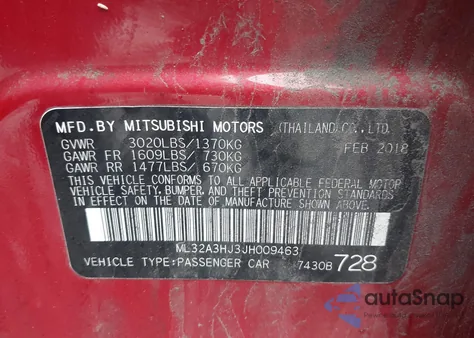 MFD.BY MITSUBISHI MOTORS (THAILAND)CO.,LTD.
GVWR 3020LBS/1370KG FEB 2018
GAWR FR 1609LBS/ 730KG
GAWR RR 1477LBS/ 670KG
THIS VEHICLE CONFORMS TO ALL APPLICABLE FEDERAL MOTOR
VEHICLE SAFETY,BUMPER,AND THEFT PREVENTION STANDARDS
IN EFFECT ON THE DATE OF MANUFACTURE SHOWN ABOVE.
ML32A3HJ3JH009463
VEHICLE TYPE:PASSENGER CAR 7430B 728
autoSnap